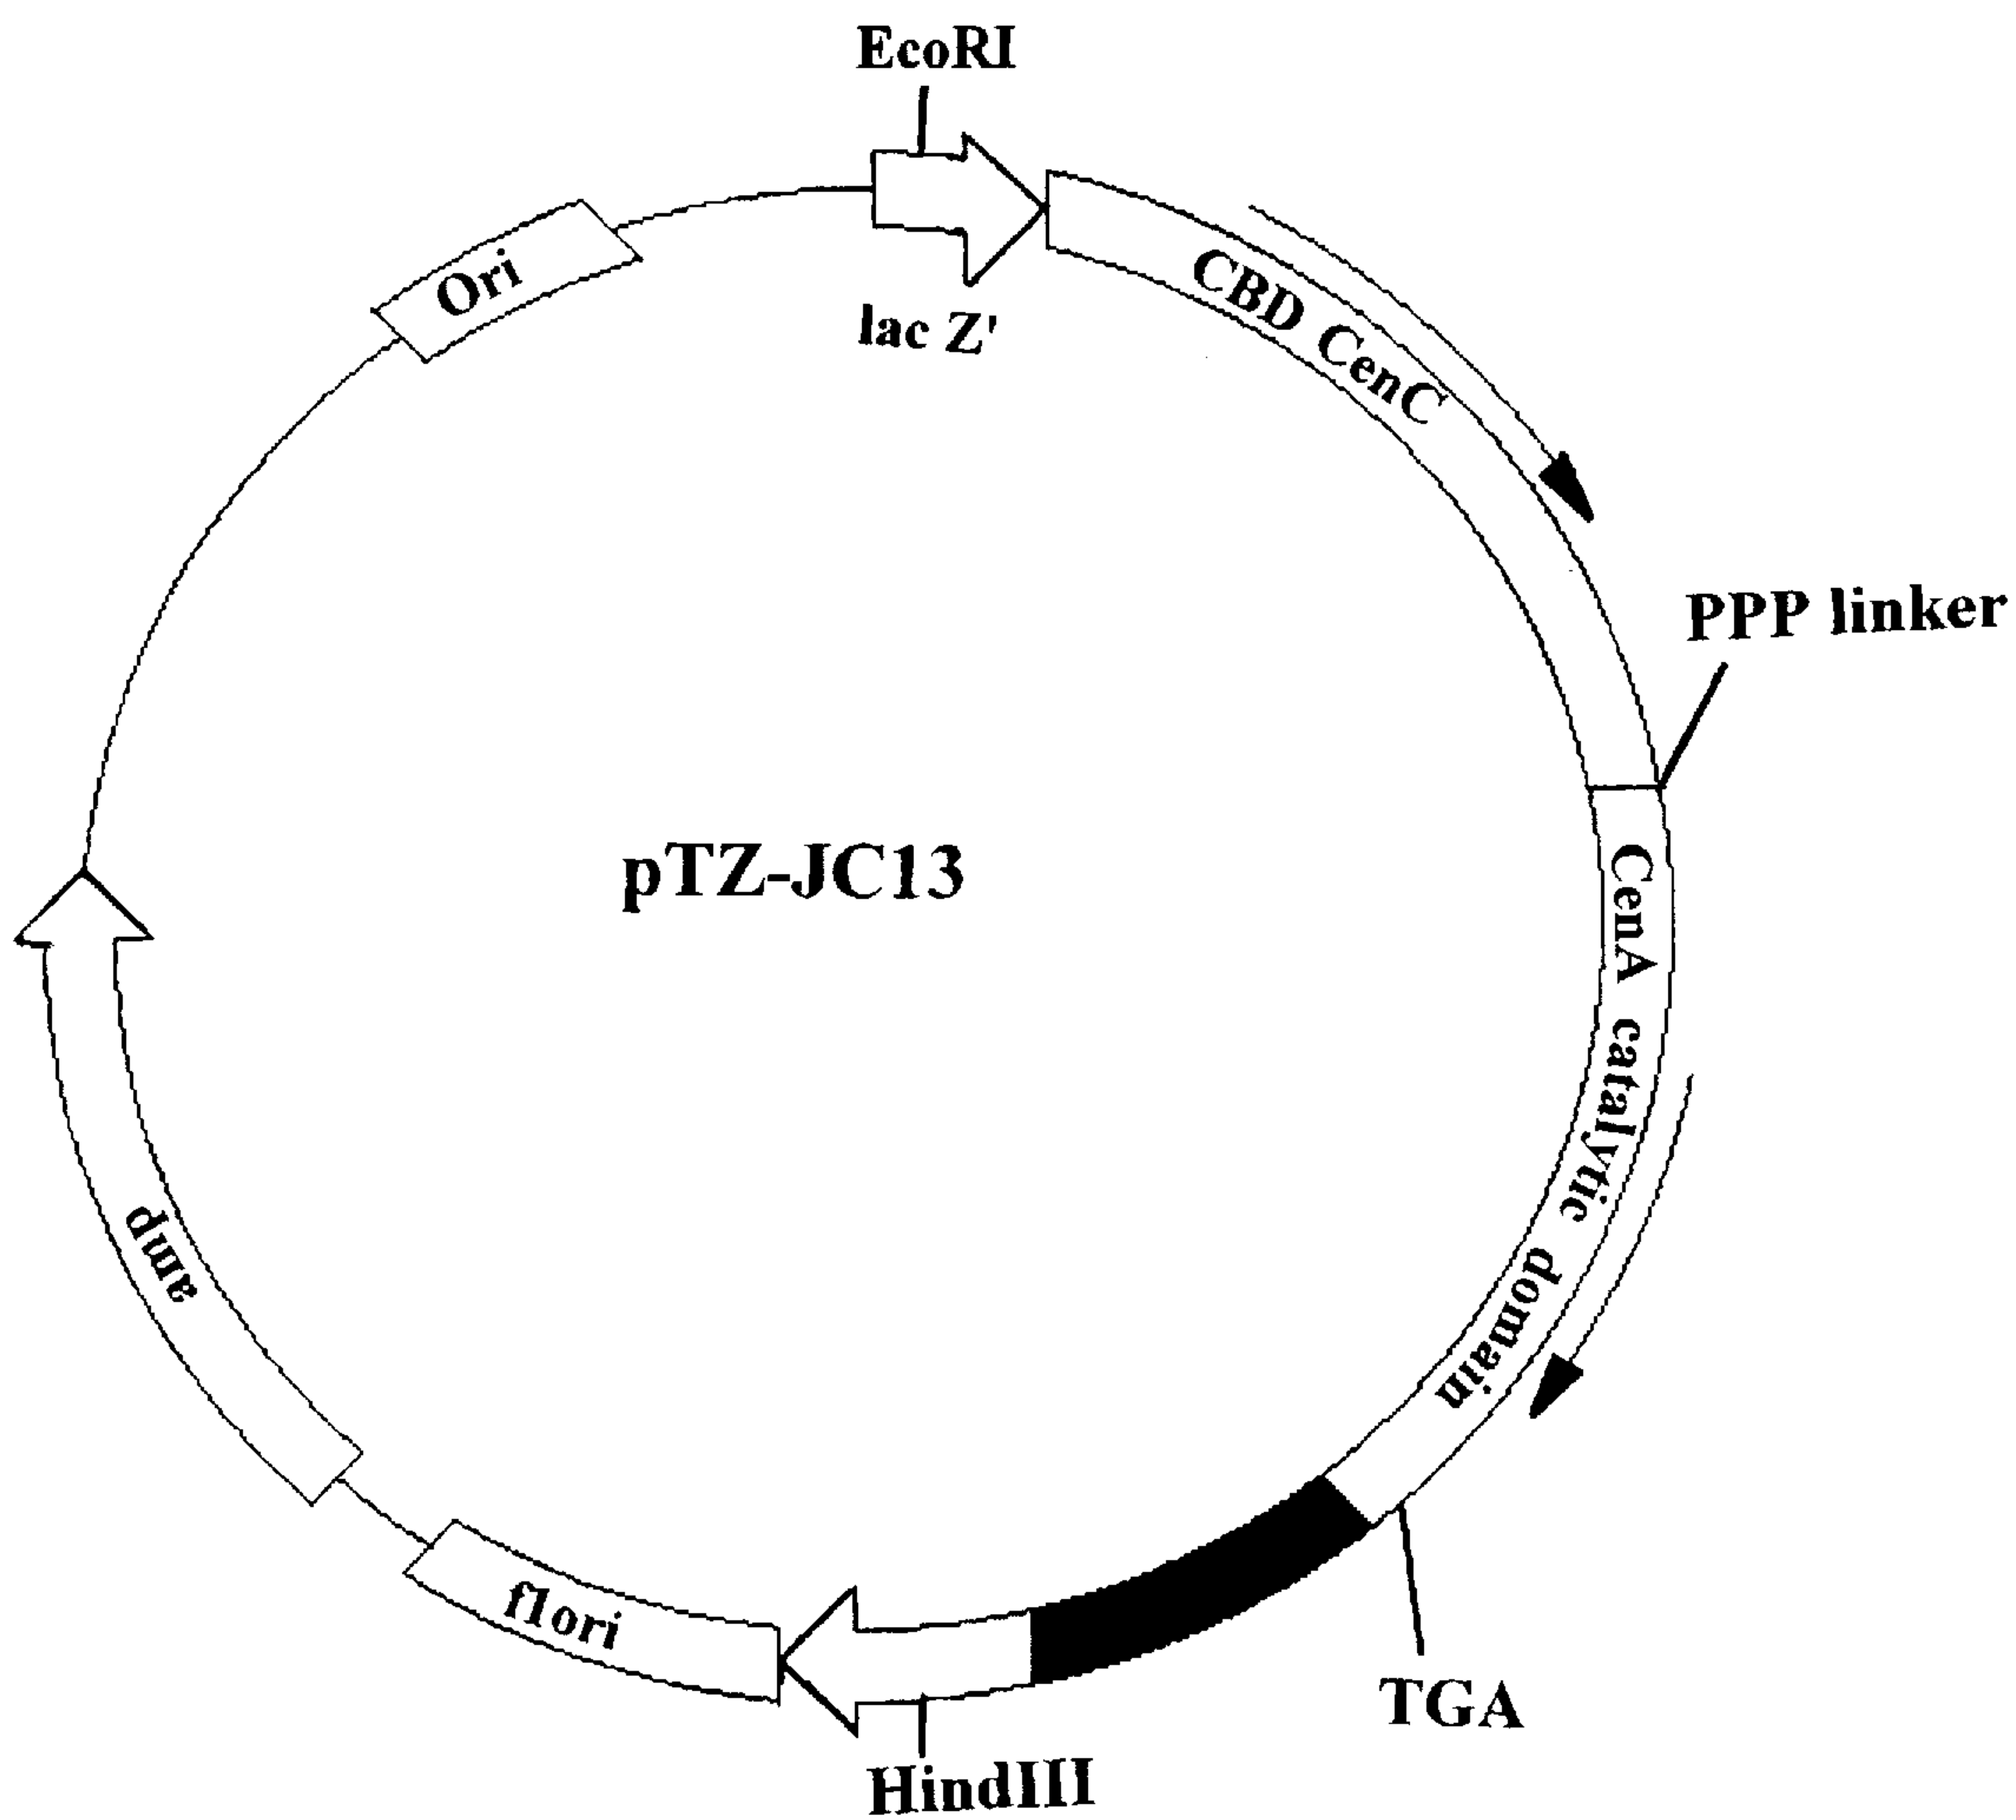 EcoRI
lac Z'
CBD CenC
PPP linker
CenA catalytic domain
TGA
HindIII
f1ori
amp
Ori
pTZ-JC13